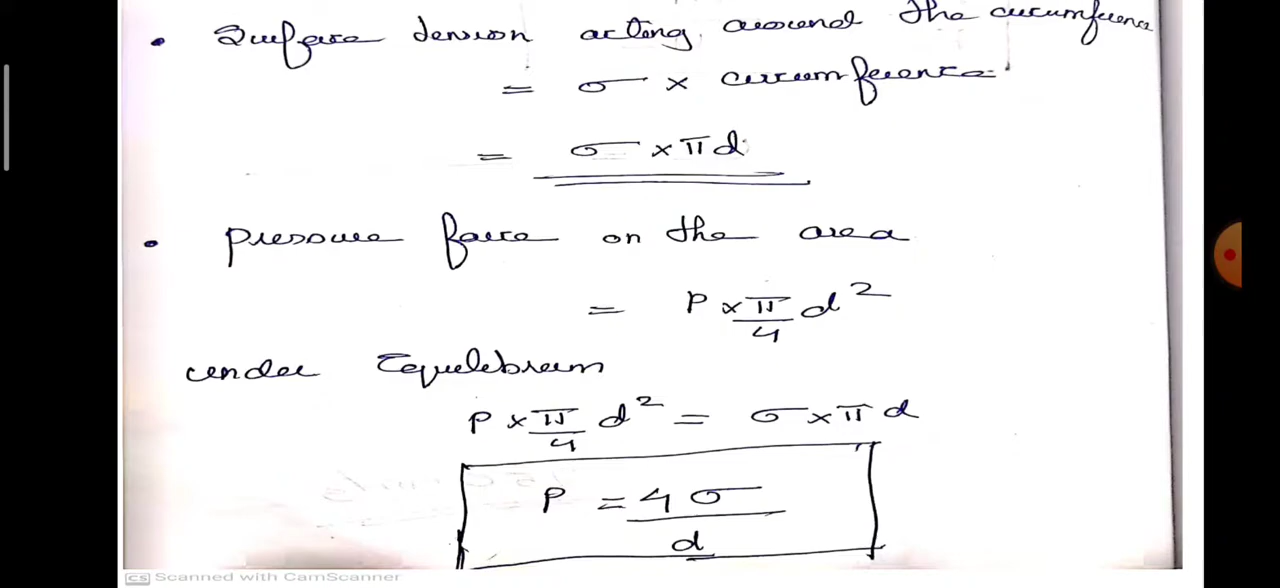 • Surface tension acting around the circumference
= σ × circumference
= σ × πd
• pressure force on the area
= P × π/4 d²
under Equilibrium
P × π/4 d² = σ × π d
P = 4σ/d
CS Scanned with CamScanner